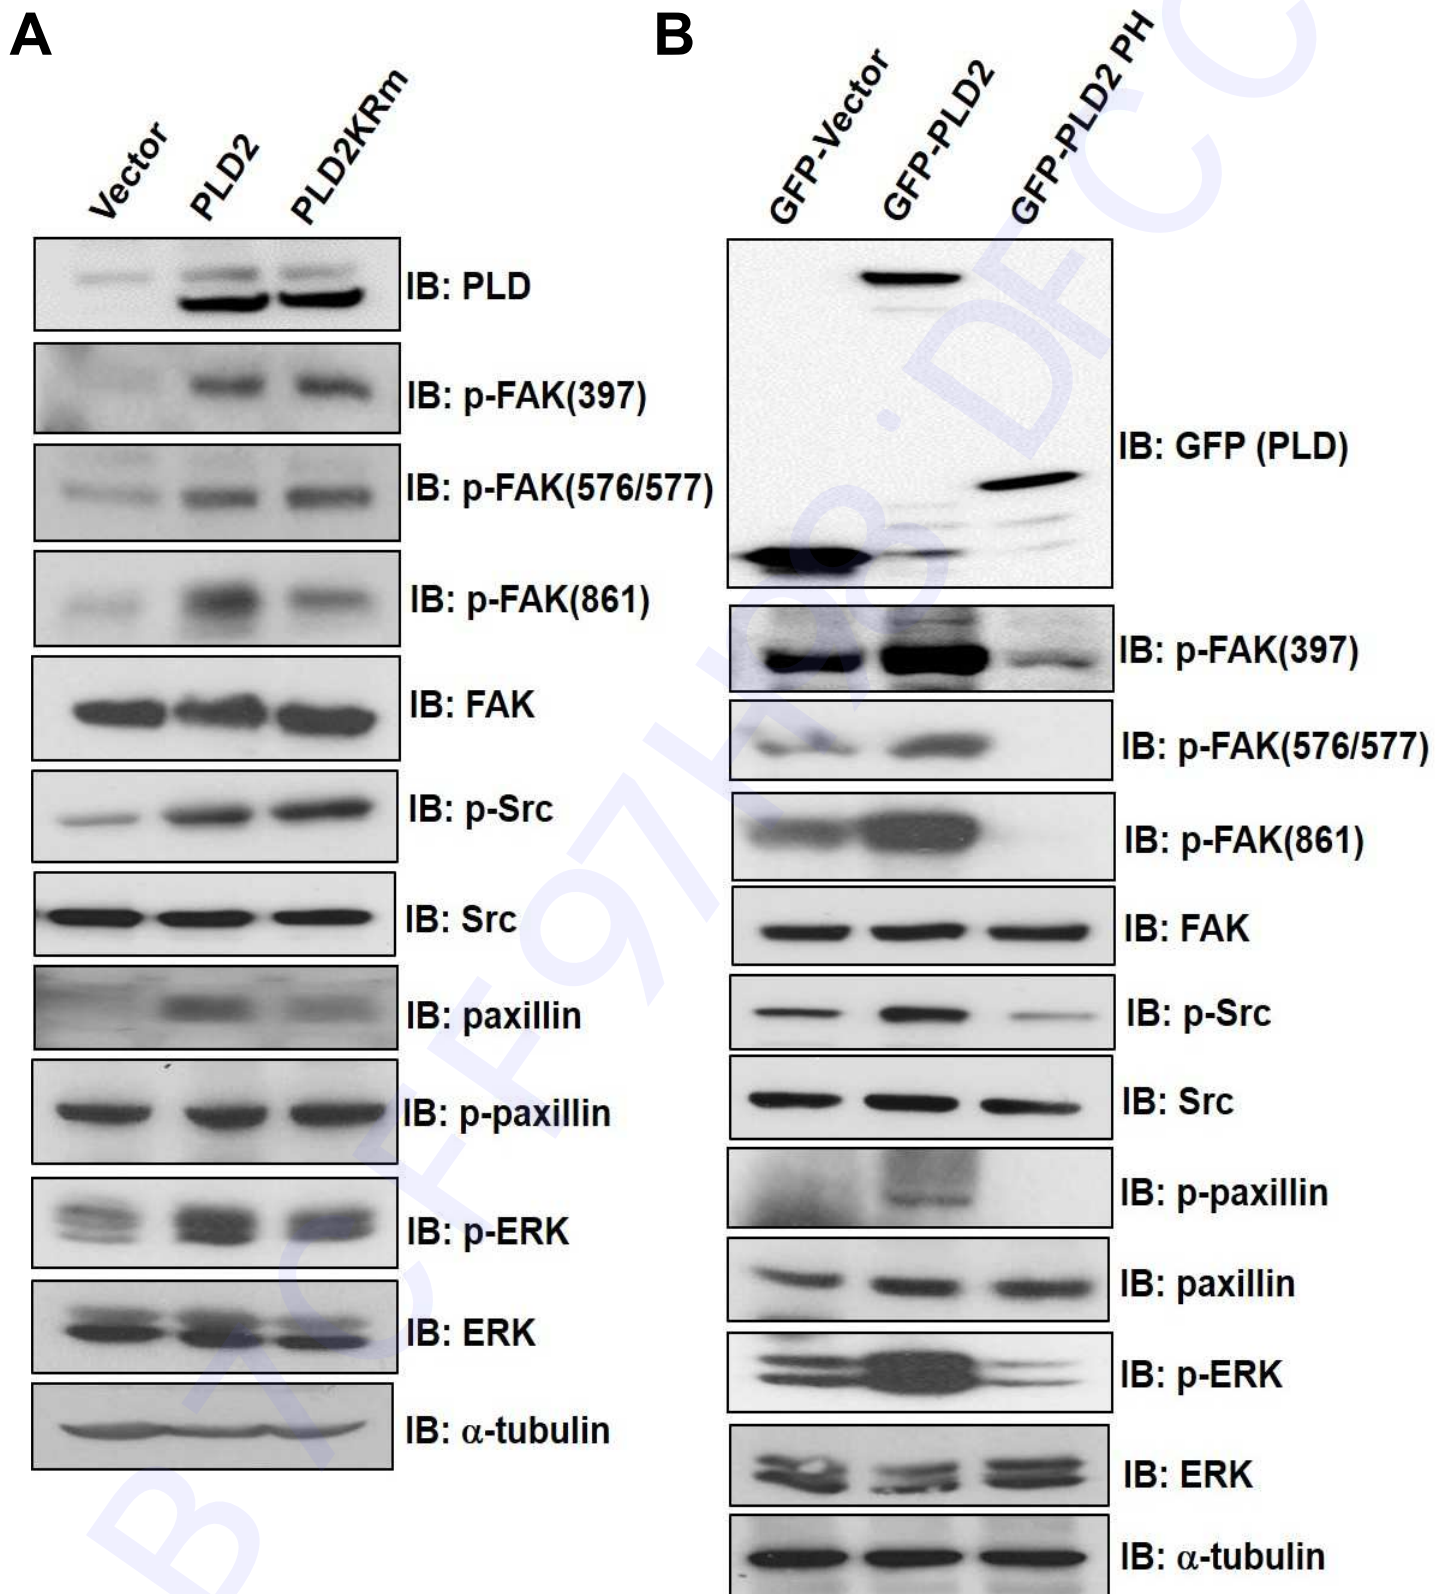 A
B
Vector
PLD2
PLD2KRm
GFP-Vector
GFP-PLD2
GFP-PLD2 PH
IB: PLD
IB: p-FAK(397)
IB: p-FAK(576/577)
IB: p-FAK(861)
IB: FAK
IB: p-Src
IB: Src
IB: paxillin
IB: p-paxillin
IB: p-ERK
IB: ERK
IB: α-tubulin
IB: GFP (PLD)
IB: p-FAK(397)
IB: p-FAK(576/577)
IB: p-FAK(861)
IB: FAK
IB: p-Src
IB: Src
IB: p-paxillin
IB: paxillin
IB: p-ERK
IB: ERK
IB: α-tubulin